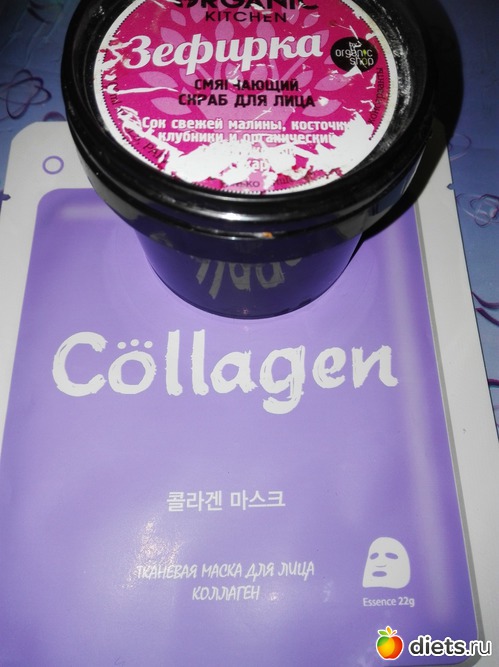 ORGANIC
KITCHEN
Зефирка
organic
shop
СМЯГЧАЮЩИЙ
СКРАБ ДЛЯ ЛИЦА
Сок свежей малины, косточки
клубники и органический
Cöllagen
콜라겐 마스크
ТКАНЕВАЯ МАСКА ДЛЯ ЛИЦА
КОЛЛАГЕН
Essence 22g
diets.ru